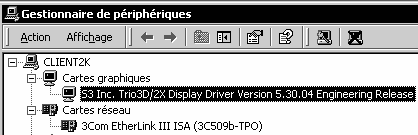 Gestionnaire de périphériques
Action Affichage
CLIENT2K
Cartes graphiques
S3 Inc. Trio3D/2X Display Driver Version 5.30.04 Engineering Release
Cartes réseau
3Com EtherLink III ISA (3C509b-TPO)